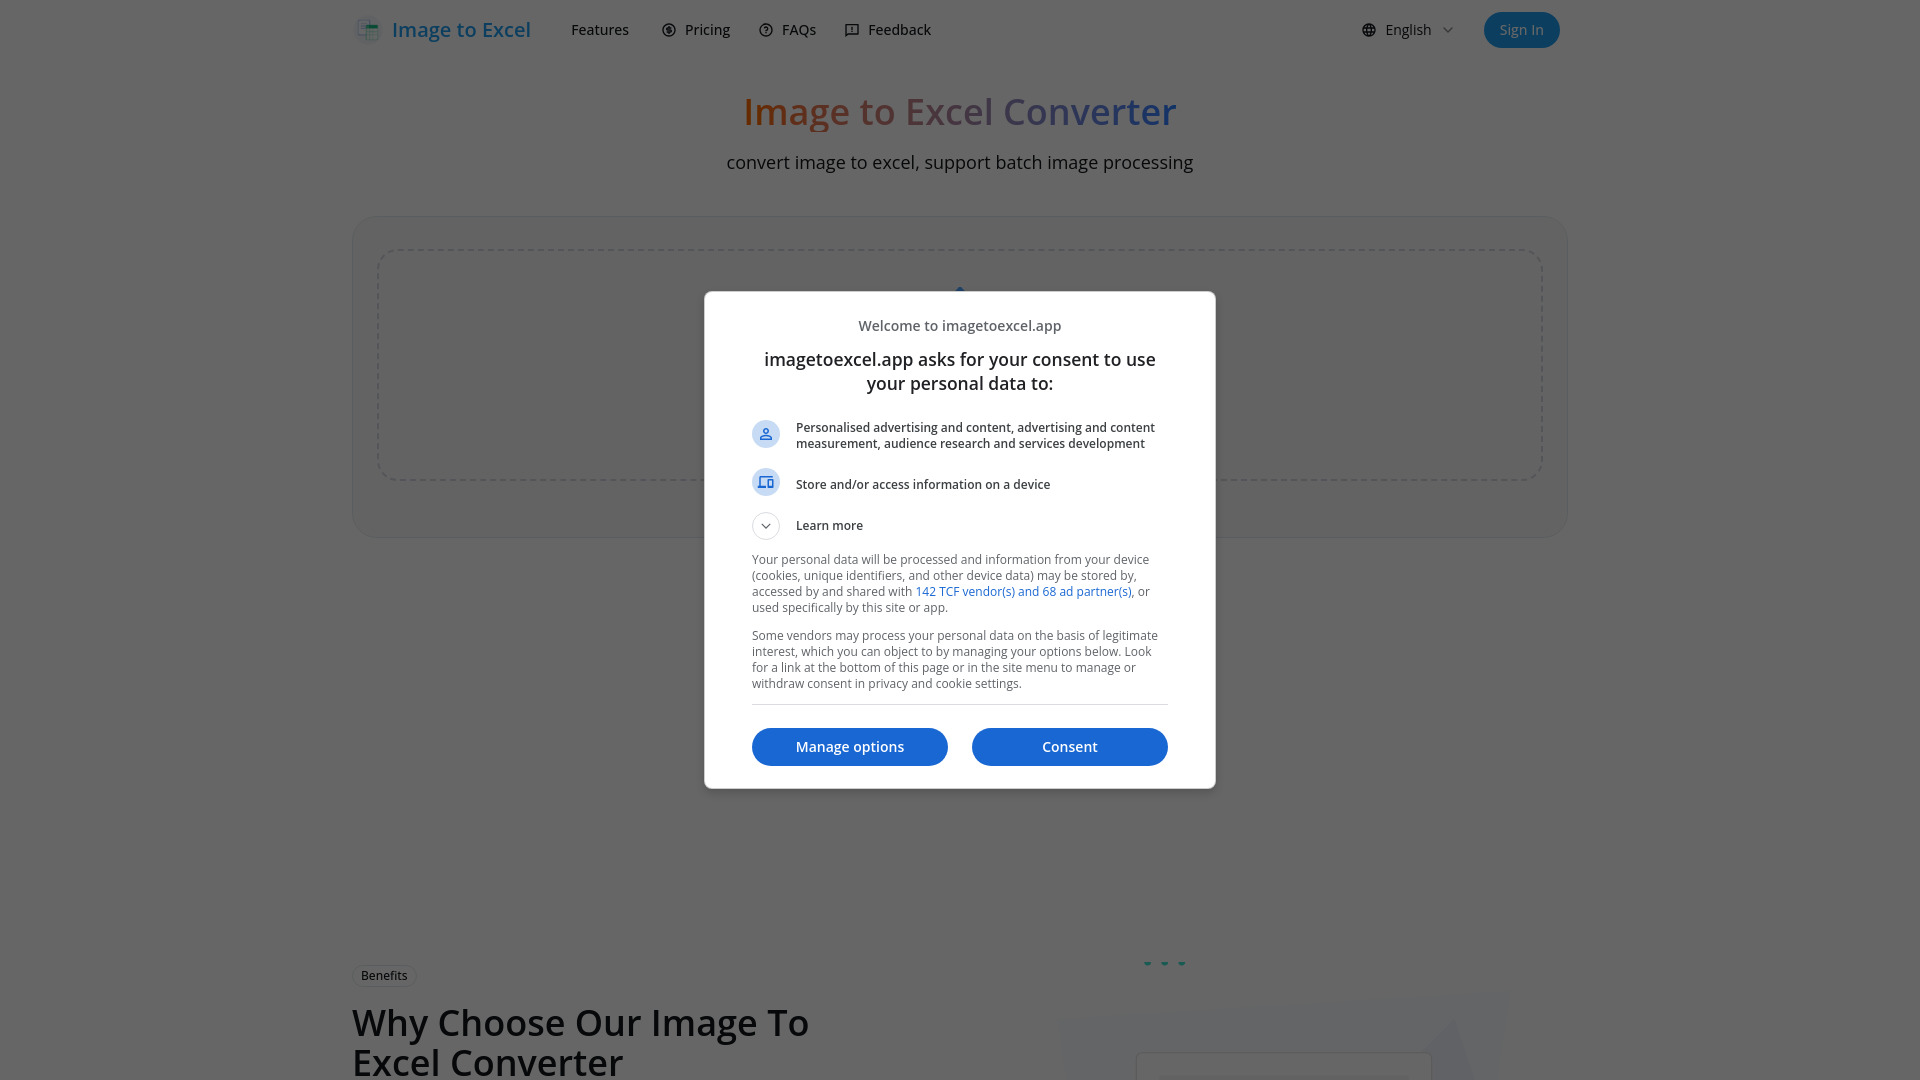 Image to Excel
Features
Pricing
FAQs
Feedback
English
Sign In
Image to Excel Converter
convert image to excel, support batch image processing
Welcome to imagetoexcel.app
imagetoexcel.app asks for your consent to use
your personal data to:
Personalised advertising and content, advertising and content
measurement, audience research and services development
Store and/or access information on a device
Learn more
Your personal data will be processed and information from your device
(cookies, unique identifiers, and other device data) may be stored by,
accessed by and shared with 142 TCF vendor(s) and 68 ad partner(s), or
used specifically by this site or app.
Some vendors may process your personal data on the basis of legitimate
interest, which you can object to by managing your options below. Look
for a link at the bottom of this page or in the site menu to manage or
withdraw consent in privacy and cookie settings.
Manage options
Consent
Benefits
Why Choose Our Image To
Excel Converter